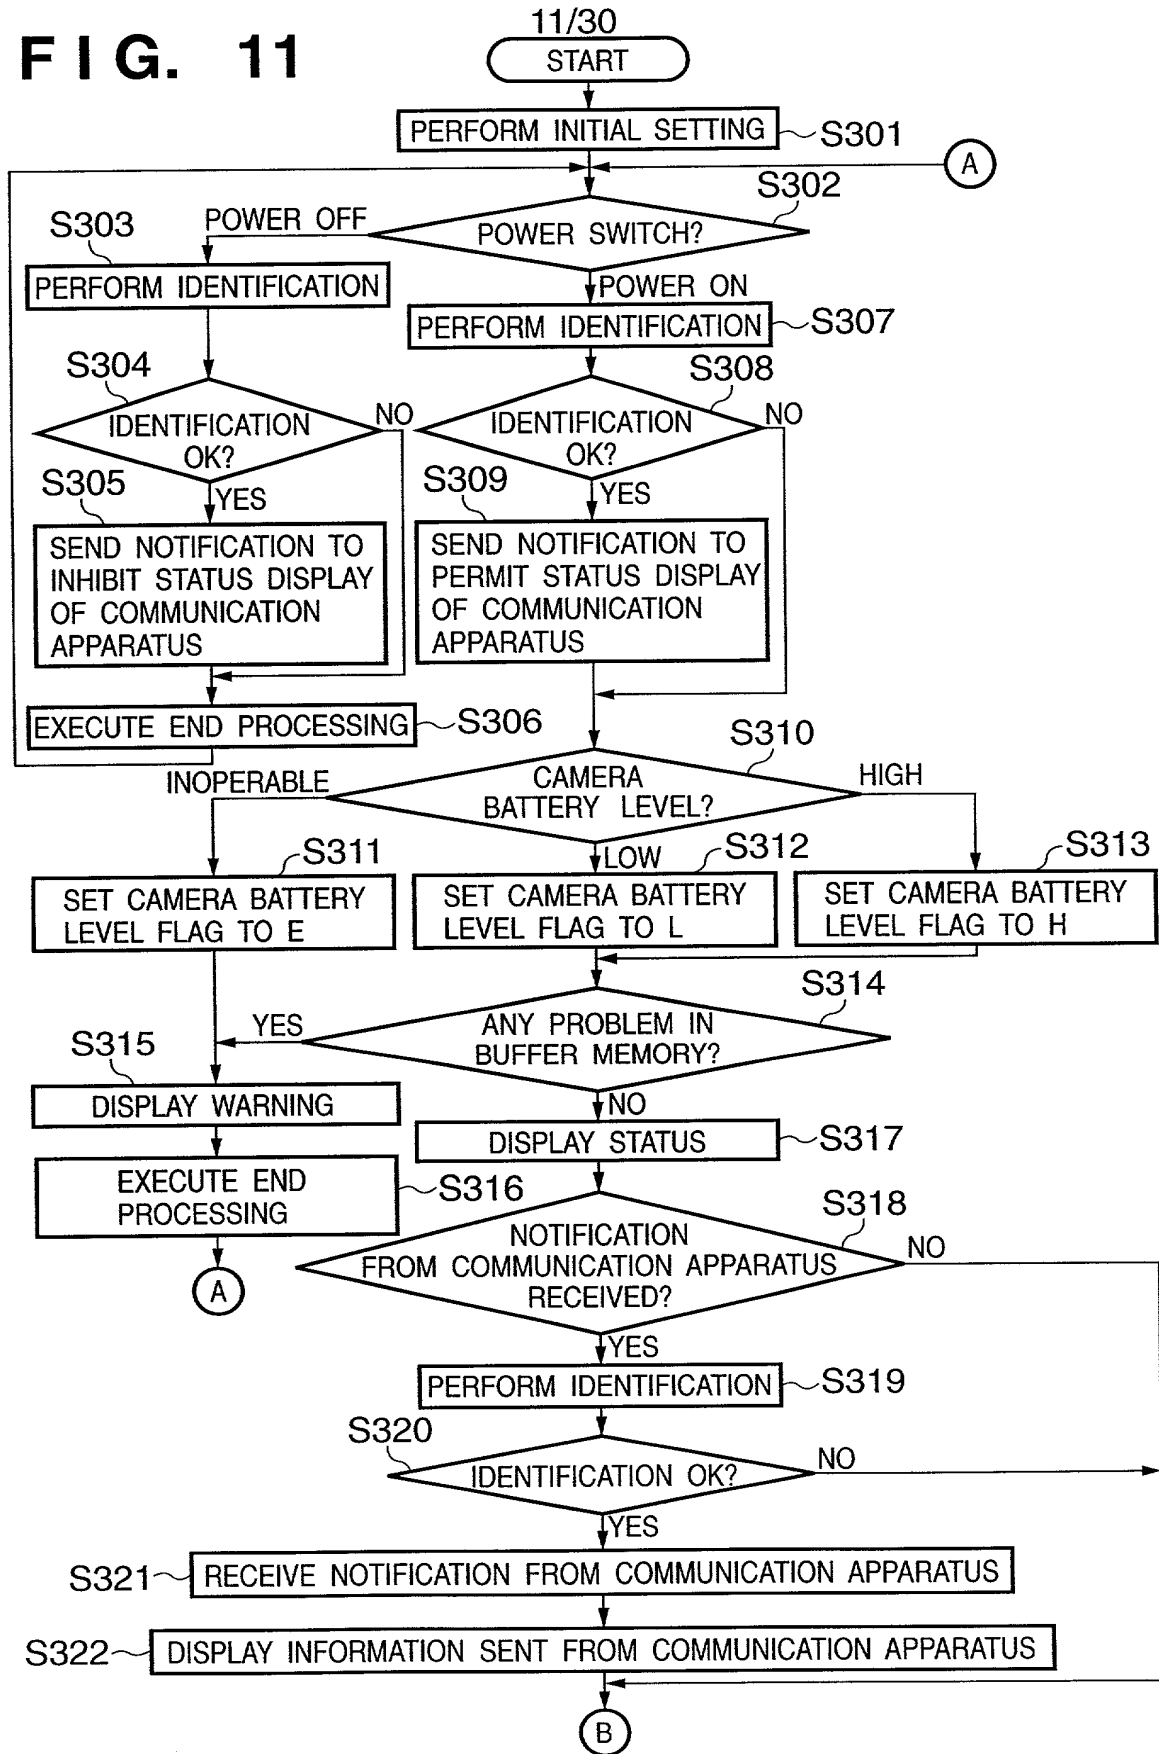 11/30
FIG. 11
START
PERFORM INITIAL SETTING
S301
A
S302
POWER SWITCH?
POWER OFF
S303
PERFORM IDENTIFICATION
POWER ON
PERFORM IDENTIFICATION
S307
S304
IDENTIFICATION
OK?
NO
S308
IDENTIFICATION
OK?
NO
S305
YES
SEND NOTIFICATION TO
INHIBIT STATUS DISPLAY
OF COMMUNICATION
APPARATUS
S309
YES
SEND NOTIFICATION TO
PERMIT STATUS DISPLAY
OF COMMUNICATION
APPARATUS
EXECUTE END PROCESSING
S306
S310
CAMERA
BATTERY LEVEL?
INOPERABLE
HIGH
LOW
S311
SET CAMERA BATTERY
LEVEL FLAG TO E
S312
SET CAMERA BATTERY
LEVEL FLAG TO L
S313
SET CAMERA BATTERY
LEVEL FLAG TO H
S314
ANY PROBLEM IN
BUFFER MEMORY?
YES
NO
S315
DISPLAY WARNING
EXECUTE END
PROCESSING
S316
A
DISPLAY STATUS
S317
S318
NOTIFICATION
FROM COMMUNICATION APPARATUS
RECEIVED?
NO
YES
PERFORM IDENTIFICATION
S319
S320
IDENTIFICATION OK?
NO
YES
S321
RECEIVE NOTIFICATION FROM COMMUNICATION APPARATUS
S322
DISPLAY INFORMATION SENT FROM COMMUNICATION APPARATUS
B